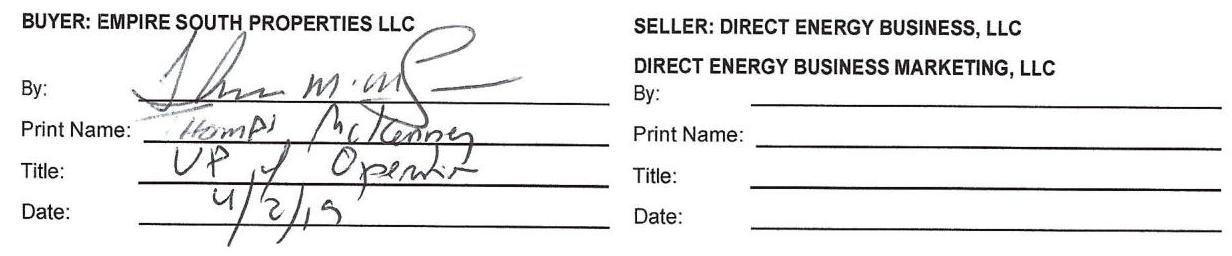 BUYER: EMPIRE SOUTH PROPERTIES LLC
By:
Print Name: Thomas McKenney
Title: VP of Operation
Date: 4/2/19
SELLER: DIRECT ENERGY BUSINESS, LLC
DIRECT ENERGY BUSINESS MARKETING, LLC
By:
Print Name:
Title:
Date: